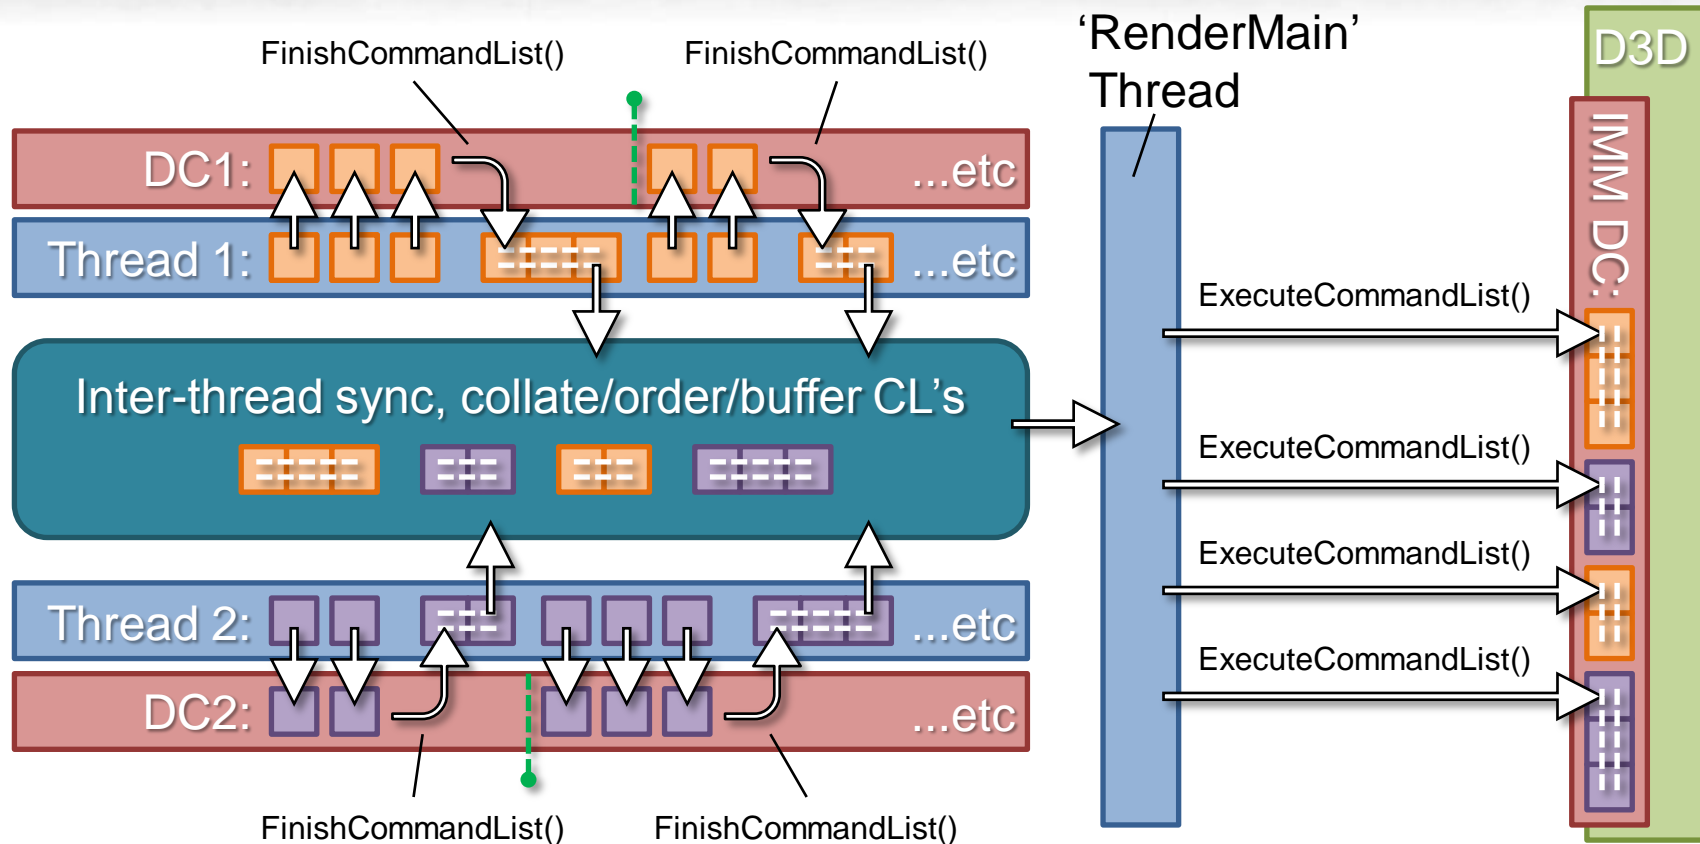 FinishCommandList()
FinishCommandList()
‘RenderMain’
Thread
D3D
DC1:
...etc
Thread 1:
...etc
IMM DC:
Inter-thread sync, collate/order/buffer CL's
ExecuteCommandList()
ExecuteCommandList()
ExecuteCommandList()
ExecuteCommandList()
Thread 2:
...etc
DC2:
...etc
FinishCommandList()
FinishCommandList()